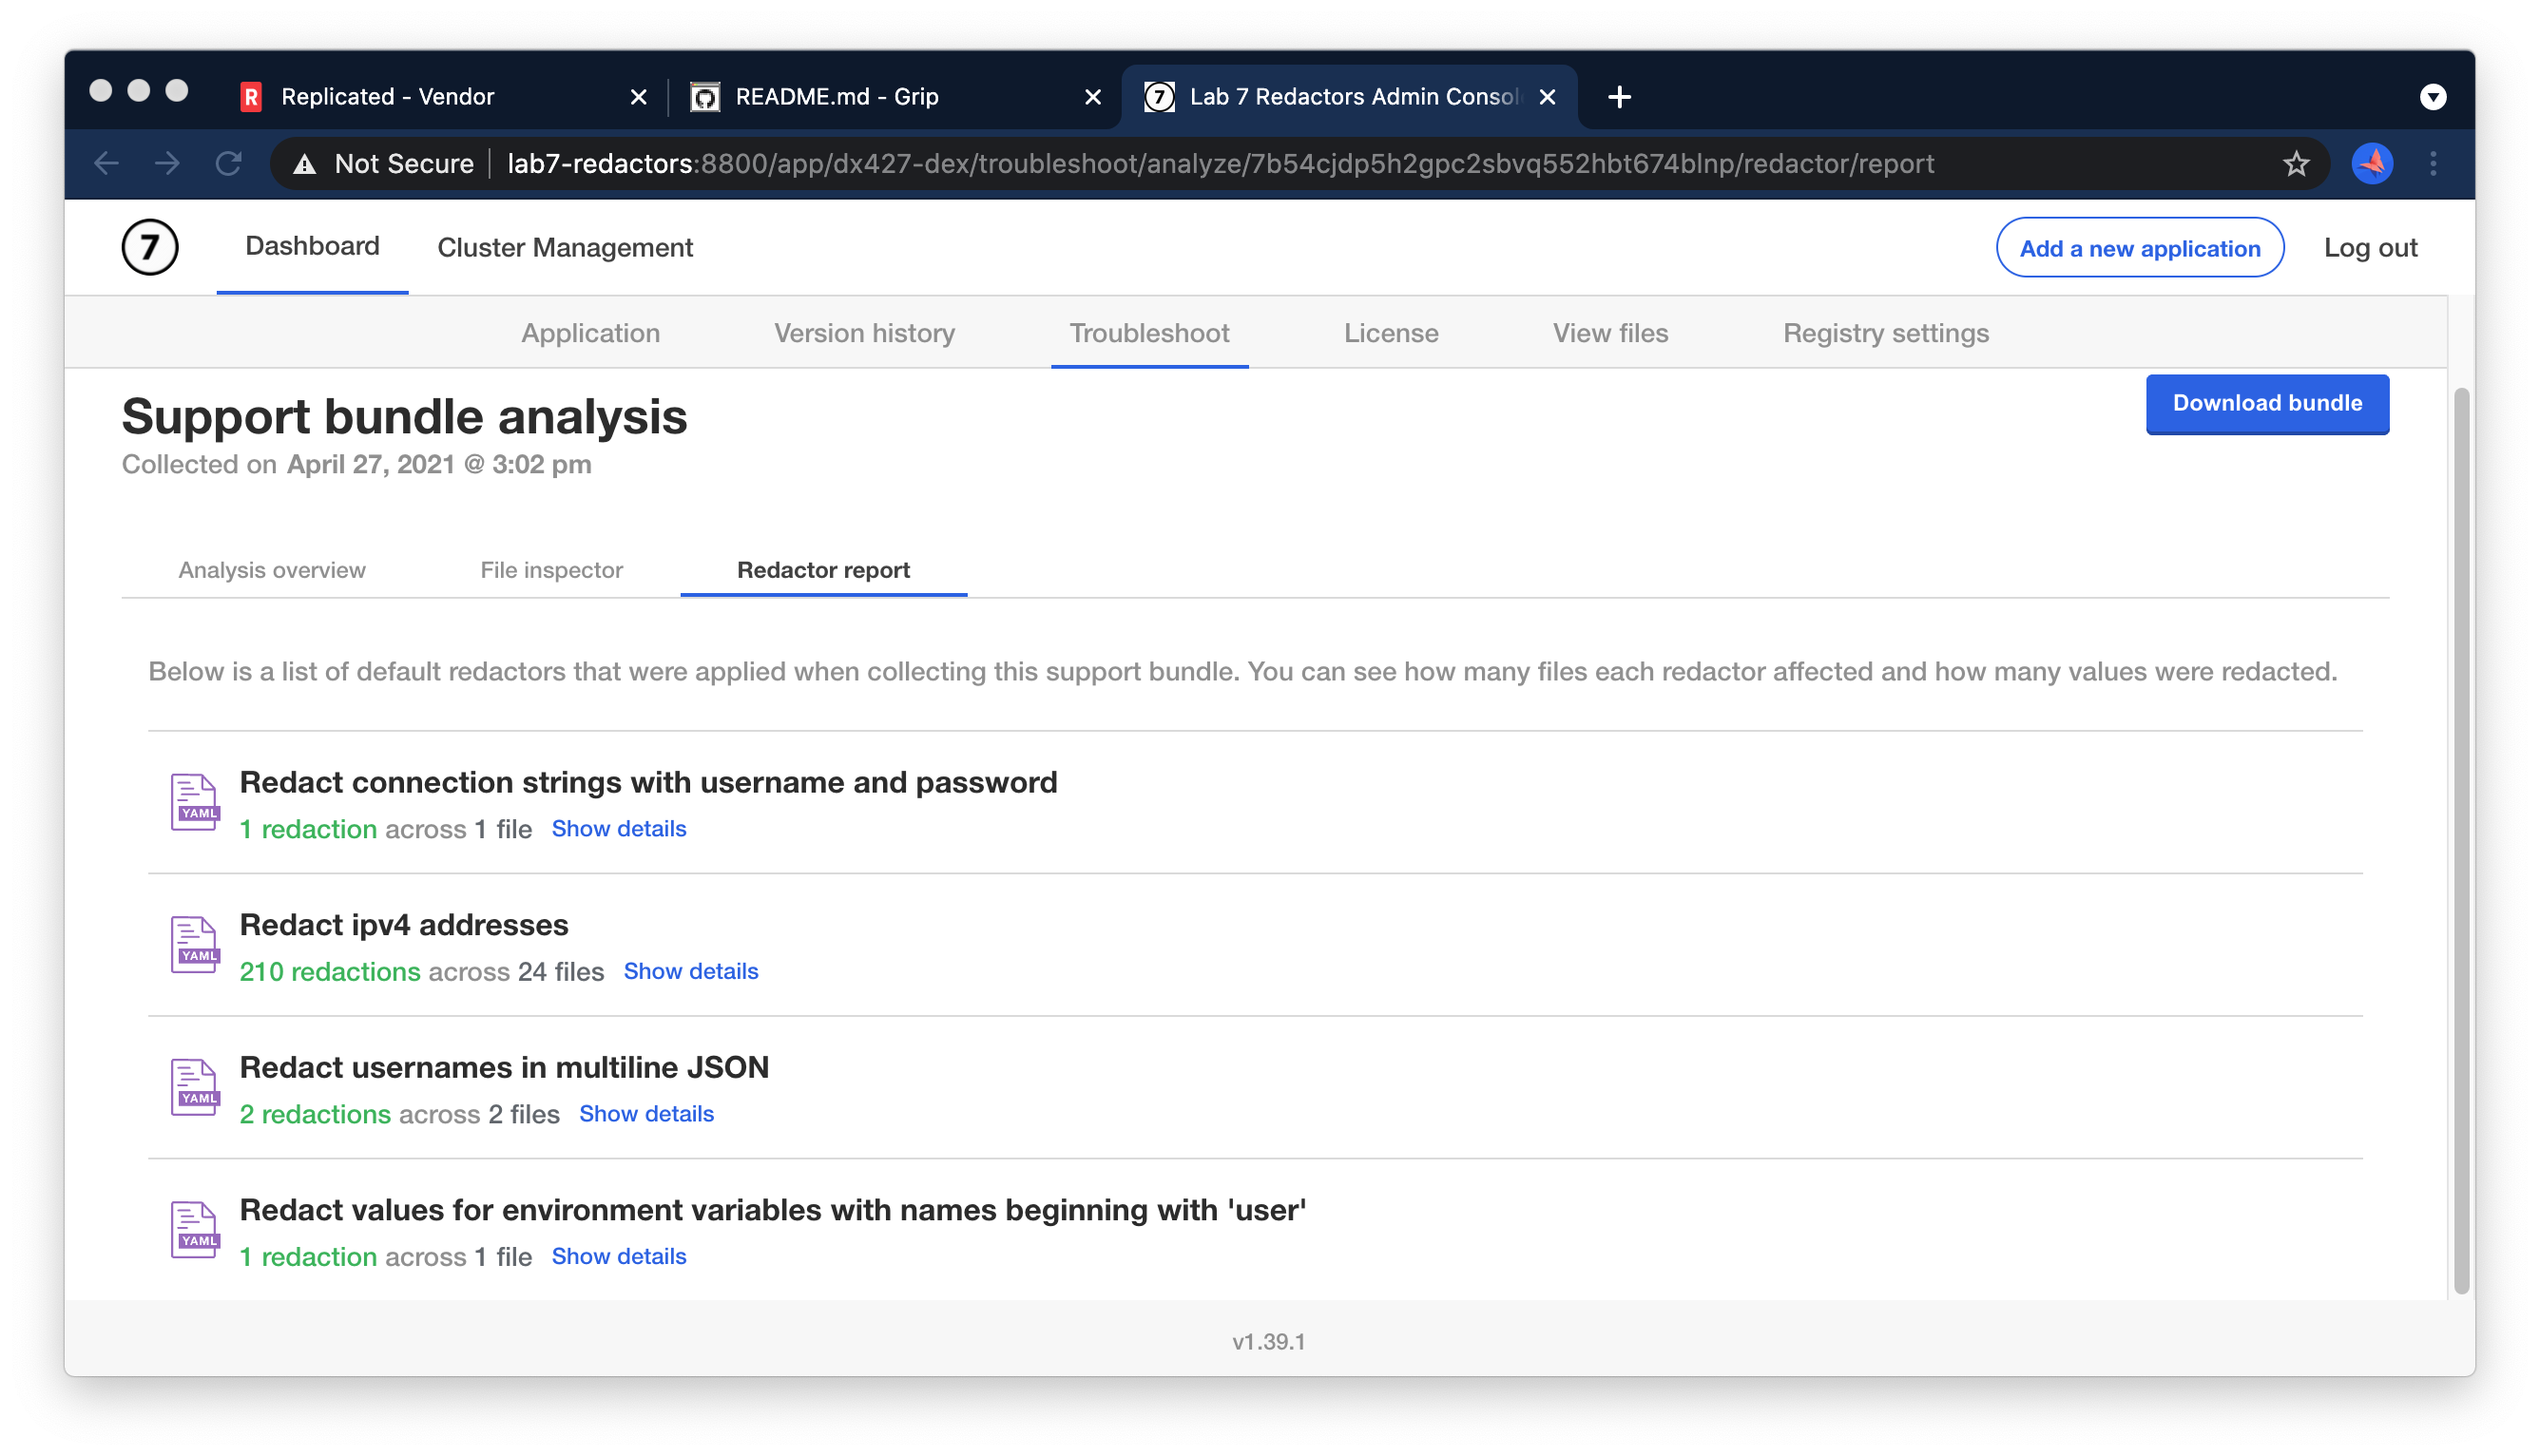 R Replicated - Vendor
README.md - Grip
7 Lab 7 Redactors Admin Consol
Not Secure lab7-redactors:8800/app/dx427-dex/troubleshoot/analyze/7b54cjdp5h2gpc2sbvq552hbt674blnp/redactor/report
7 Dashboard Cluster Management Add a new application Log out
Application Version history Troubleshoot License View files Registry settings
Support bundle analysis Download bundle
Collected on April 27, 2021 @ 3:02 pm
Analysis overview File inspector Redactor report
Below is a list of default redactors that were applied when collecting this support bundle. You can see how many files each redactor affected and how many values were redacted.
Redact connection strings with username and password
YAML
1 redaction across 1 file Show details
Redact ipv4 addresses
YAML
210 redactions across 24 files Show details
Redact usernames in multiline JSON
YAML
2 redactions across 2 files Show details
Redact values for environment variables with names beginning with 'user'
YAML
1 redaction across 1 file Show details
v1.39.1